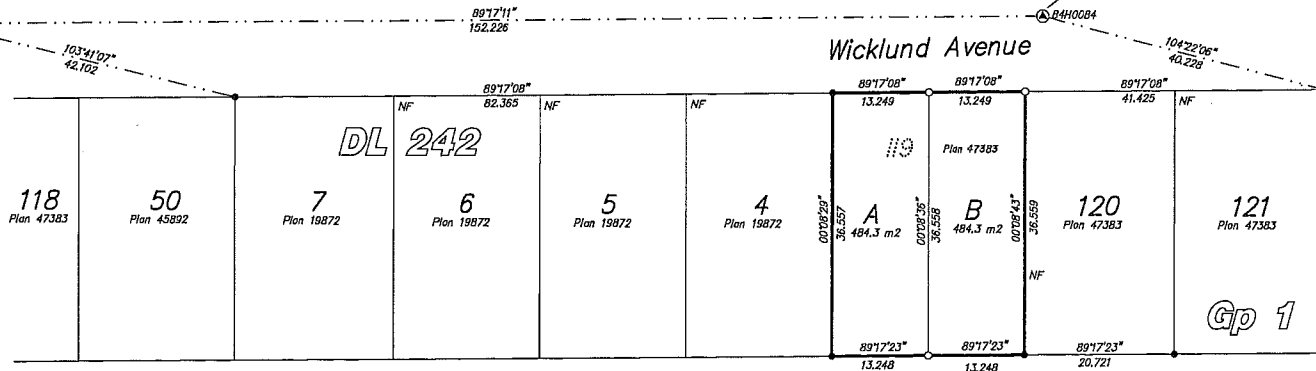 89°17'11"
152.226
84H0084
103°41'07"
42.102
Wicklund Avenue
104°22'06"
40.228
89°17'08"
82.365
89°17'08"
13.249
89°17'08"
13.249
89°17'08"
41.425
NF
NF
NF
NF
DL 242
119
Plan 47383
118
Plan 47383
50
Plan 45892
7
Plan 19872
6
Plan 19872
5
Plan 19872
4
Plan 19872
00°08'29"
36.557
A
484.3 m2
00°08'36"
36.558
B
484.3 m2
00°08'43"
36.559
120
Plan 47383
121
Plan 47383
NF
Gp 1
89°17'23"
13.248
89°17'23"
13.248
89°17'23"
20.721